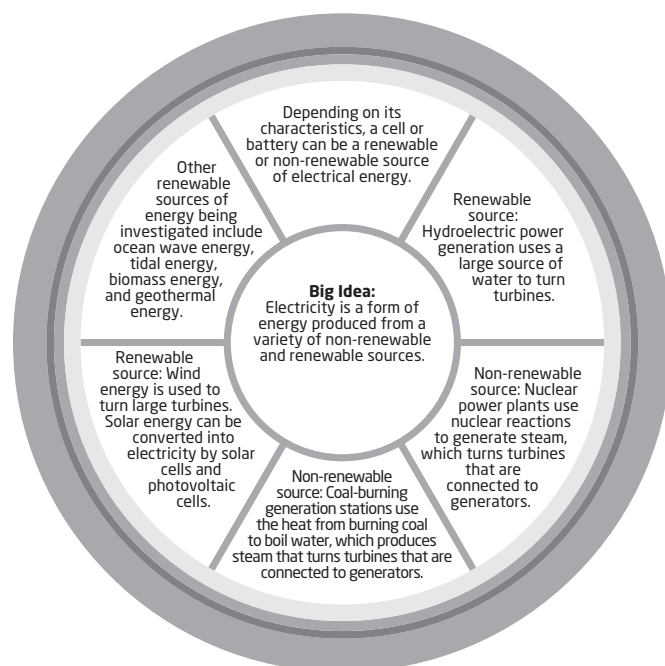 Depending on its
characteristics, a cell or
battery can be a renewable
or non-renewable source
of electrical energy.
Renewable
source:
Hydroelectric power
generation uses a
large source of
water to turn
turbines.
Non-renewable
source: Nuclear
power plants use
nuclear reactions
to generate steam,
which turns turbines
that are
connected to
generators.
Non-renewable
source: Coal-burning
generation stations use
the heat from burning coal
to boil water, which produces
steam that turns turbines that are
connected to generators.
Renewable
source: Wind
energy is used to
turn large turbines.
Solar energy can be
converted into
electricity by solar
cells and
photovoltaic
cells.
Other
renewable
sources of
energy being
investigated include
ocean wave energy,
tidal energy,
biomass energy,
and geothermal
energy.
Big Idea:
Electricity is a form of
energy produced from a
variety of non-renewable
and renewable sources.